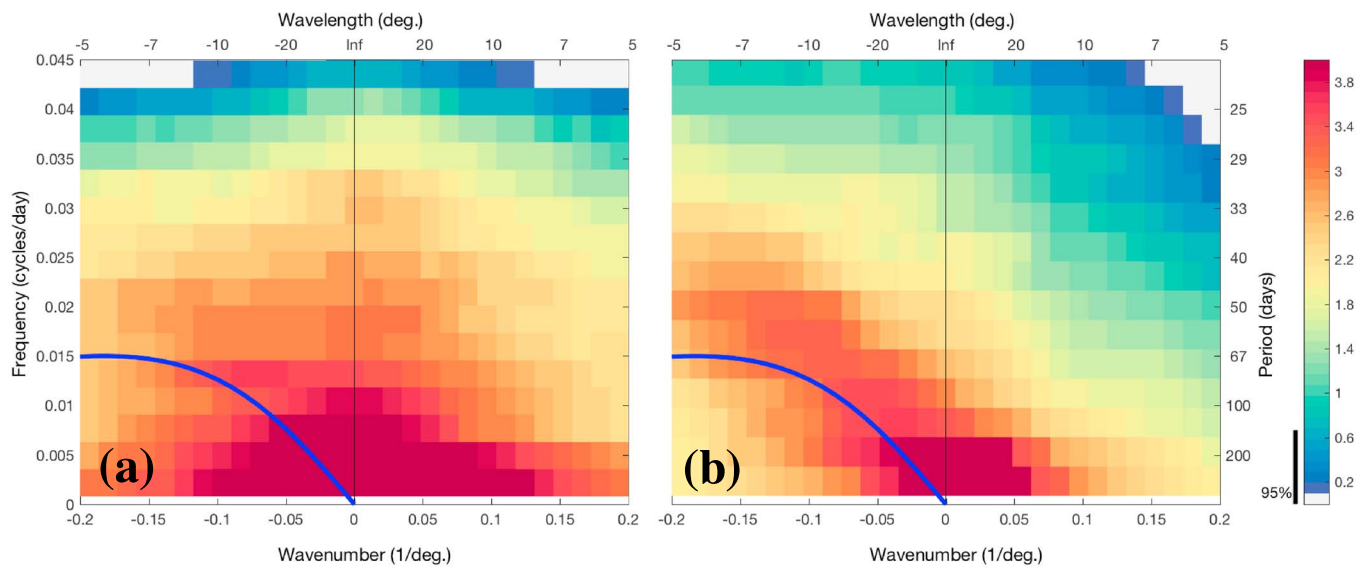 Wavelength (deg.)
-5 -7 -10 -20 Inf 20 10 7 5
Frequency (cycles/day)
0.045
0.04
0.035
0.03
0.025
0.02
0.015
0.01
0.005
0
(a)
-0.2 -0.15 -0.1 -0.05 0 0.05 0.1 0.15 0.2
Wavenumber (1/deg.)
Wavelength (deg.)
-5 -7 -10 -20 Inf 20 10 7 5
25
29
33
40
50
67
100
200
Period (days)
(b)
-0.2 -0.15 -0.1 -0.05 0 0.05 0.1 0.15 0.2
Wavenumber (1/deg.)
95%
3.8
3.4
3
2.6
2.2
1.8
1.4
1
0.6
0.2